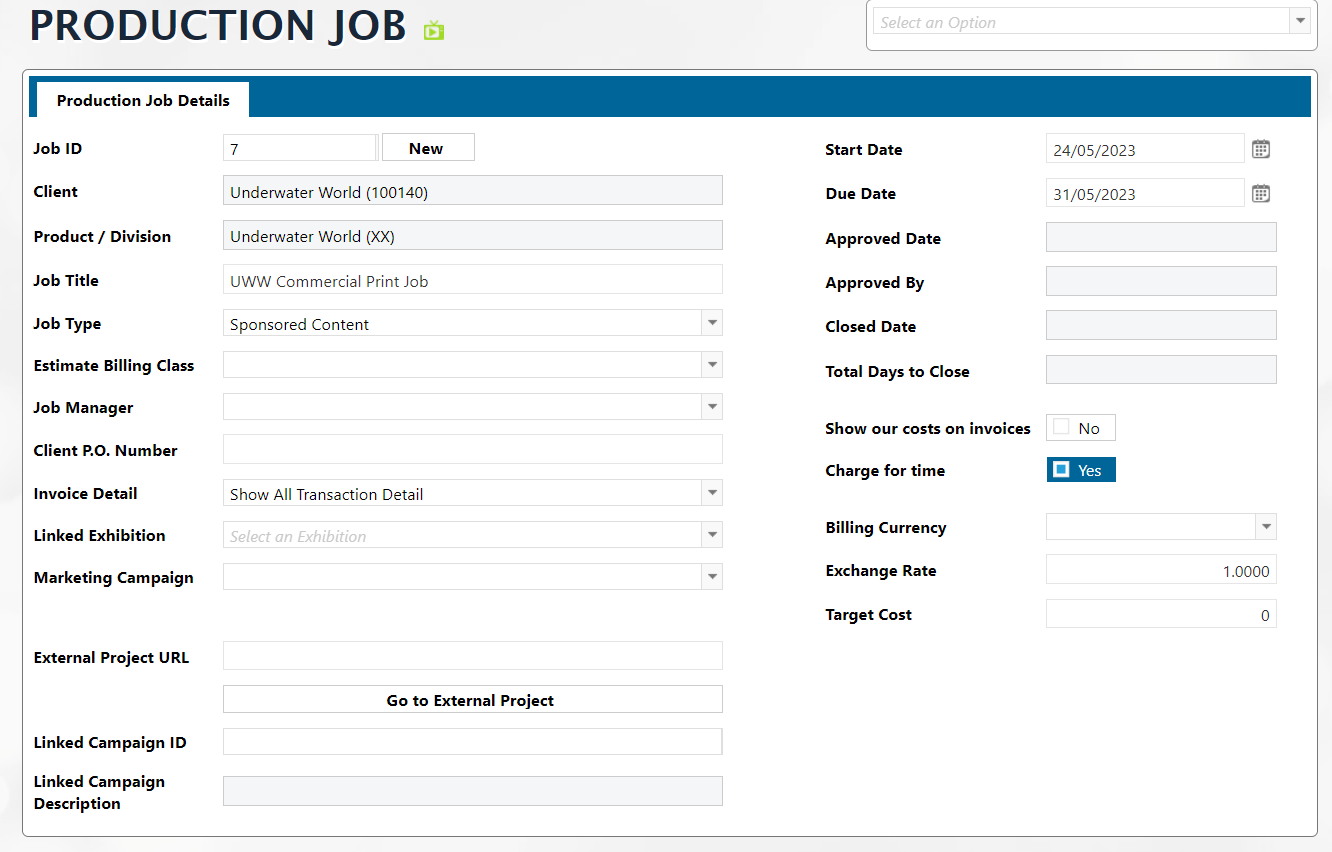 PRODUCTION JOB
Select an Option
Production Job Details
Job ID
7
New
Client
Underwater World (100140)
Product / Division
Underwater World (XX)
Job Title
UWW Commercial Print Job
Job Type
Sponsored Content
Estimate Billing Class
Job Manager
Client P.O. Number
Invoice Detail
Show All Transaction Detail
Linked Exhibition
Select an Exhibition
Marketing Campaign
External Project URL
Go to External Project
Linked Campaign ID
Linked Campaign
Description
Start Date
24/05/2023
Due Date
31/05/2023
Approved Date
Approved By
Closed Date
Total Days to Close
Show our costs on invoices
No
Charge for time
Yes
Billing Currency
Exchange Rate
1.0000
Target Cost
0